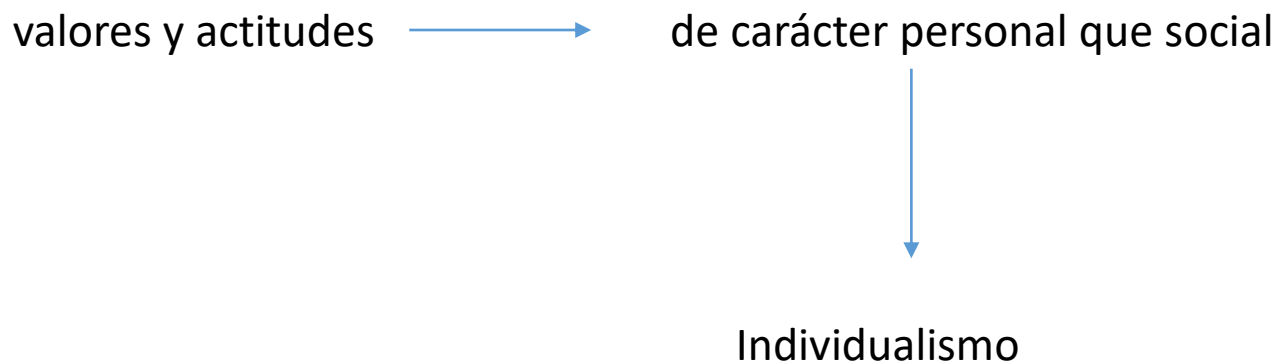 valores y actitudes
de carácter personal que social
Individualismo